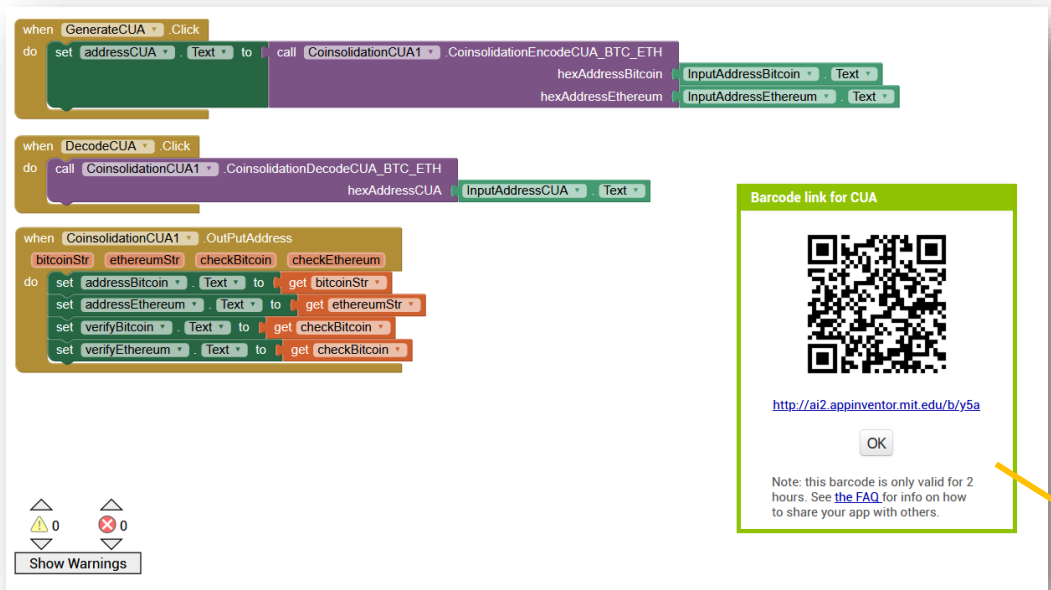 when GenerateCUA .Click
do set addressCUA . Text to call CoinsolidationCUA1 .CoinsolidationEncodeCUA_BTC_ETH
hexAddressBitcoin InputAddressBitcoin . Text
hexAddressEthereum InputAddressEthereum . Text
when DecodeCUA .Click
do call CoinsolidationCUA1 .CoinsolidationDecodeCUA_BTC_ETH
hexAddressCUA InputAddressCUA . Text
when CoinsolidationCUA1 .OutPutAddress
bitcoinStr ethereumStr checkBitcoin checkEthereum
do set addressBitcoin . Text to get bitcoinStr
set addressEthereum . Text to get ethereumStr
set verifyBitcoin . Text to get checkBitcoin
set verifyEthereum . Text to get checkBitcoin
Barcode link for CUA
http://ai2.appinventor.mit.edu/b/y5a
OK
Note: this barcode is only valid for 2
hours. See the FAQ for info on how
to share your app with others.
0 0
Show Warnings